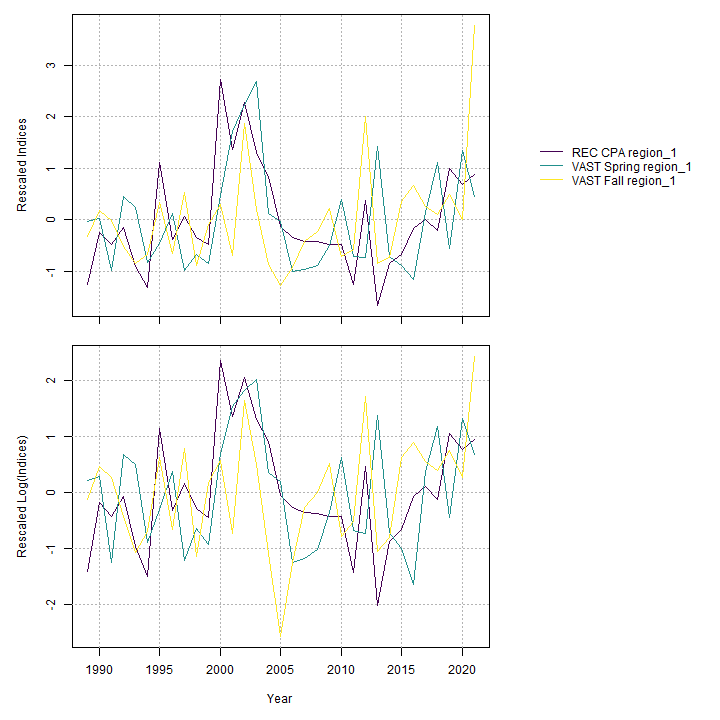 3
2
1
0
-1
Rescaled Indices
REC CPA region_1
VAST Spring region_1
VAST Fall region_1
2
1
0
-1
-2
Rescaled Log(Indices)
1990 1995 2000 2005 2010 2015 2020
Year